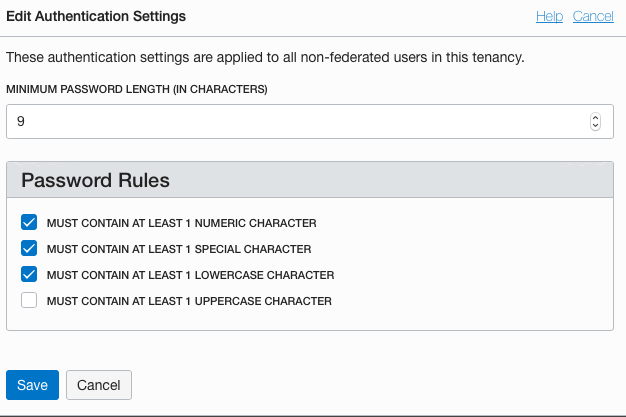 Edit Authentication Settings
Help Cancel
These authentication settings are applied to all non-federated users in this tenancy.
MINIMUM PASSWORD LENGTH (IN CHARACTERS)
9
Password Rules
MUST CONTAIN AT LEAST 1 NUMERIC CHARACTER
MUST CONTAIN AT LEAST 1 SPECIAL CHARACTER
MUST CONTAIN AT LEAST 1 LOWERCASE CHARACTER
MUST CONTAIN AT LEAST 1 UPPERCASE CHARACTER
Save Cancel